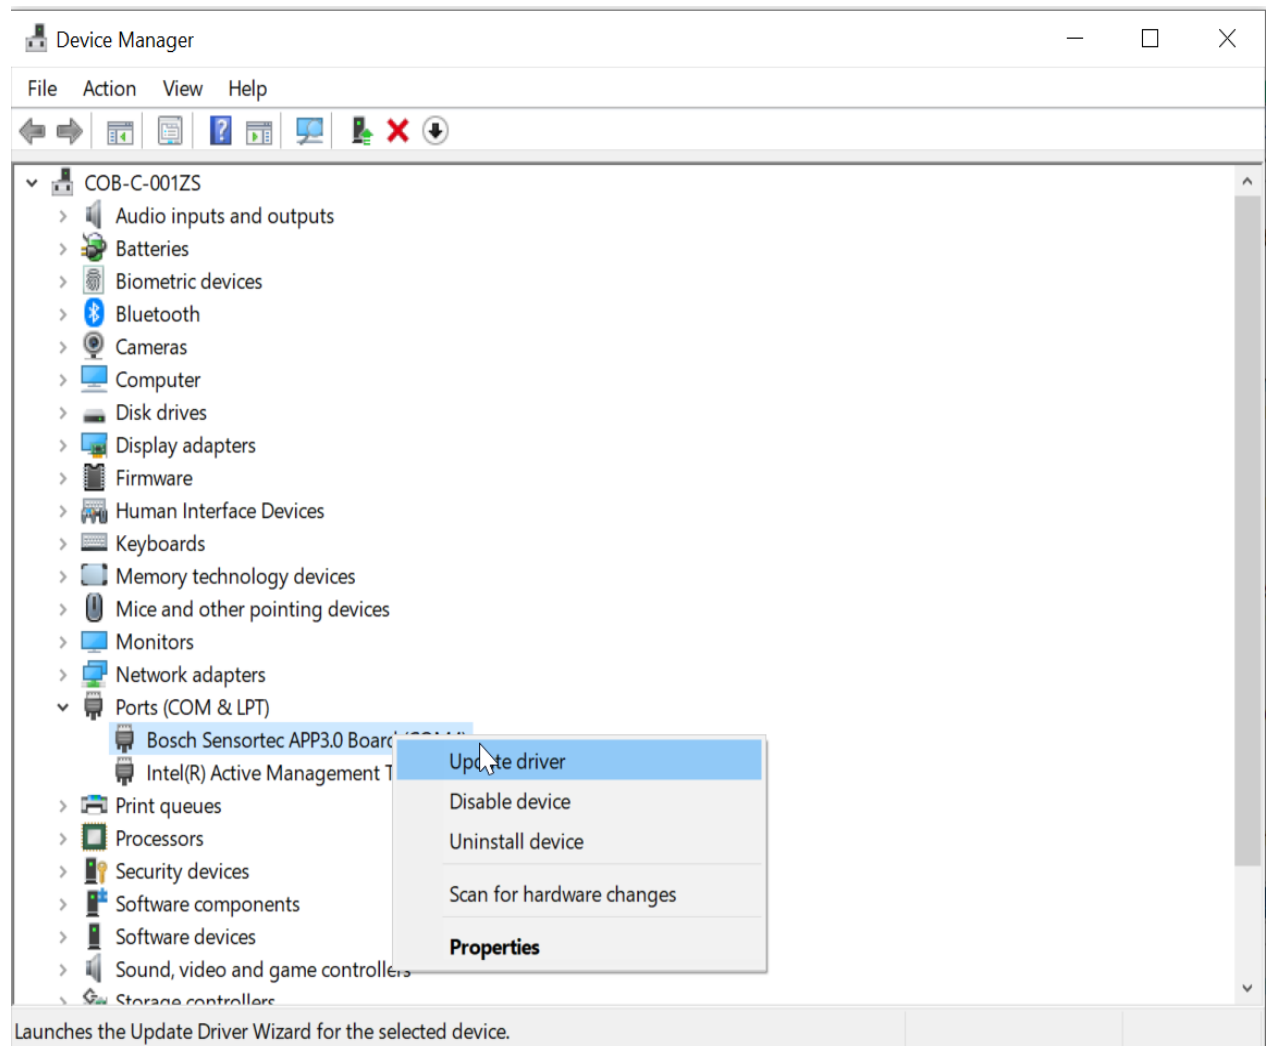 Device Manager
File Action View Help
COB-C-001ZS
Audio inputs and outputs
Batteries
Biometric devices
Bluetooth
Cameras
Computer
Disk drives
Display adapters
Firmware
Human Interface Devices
Keyboards
Memory technology devices
Mice and other pointing devices
Monitors
Network adapters
Ports (COM & LPT)
Bosch Sensortec APP3.0 Board
Update driver
Intel(R) Active Management
Disable device
Print queues
Processors
Uninstall device
Security devices
Scan for hardware changes
Software components
Software devices
Properties
Sound, video and game controllers
Storage controllers
Launches the Update Driver Wizard for the selected device.